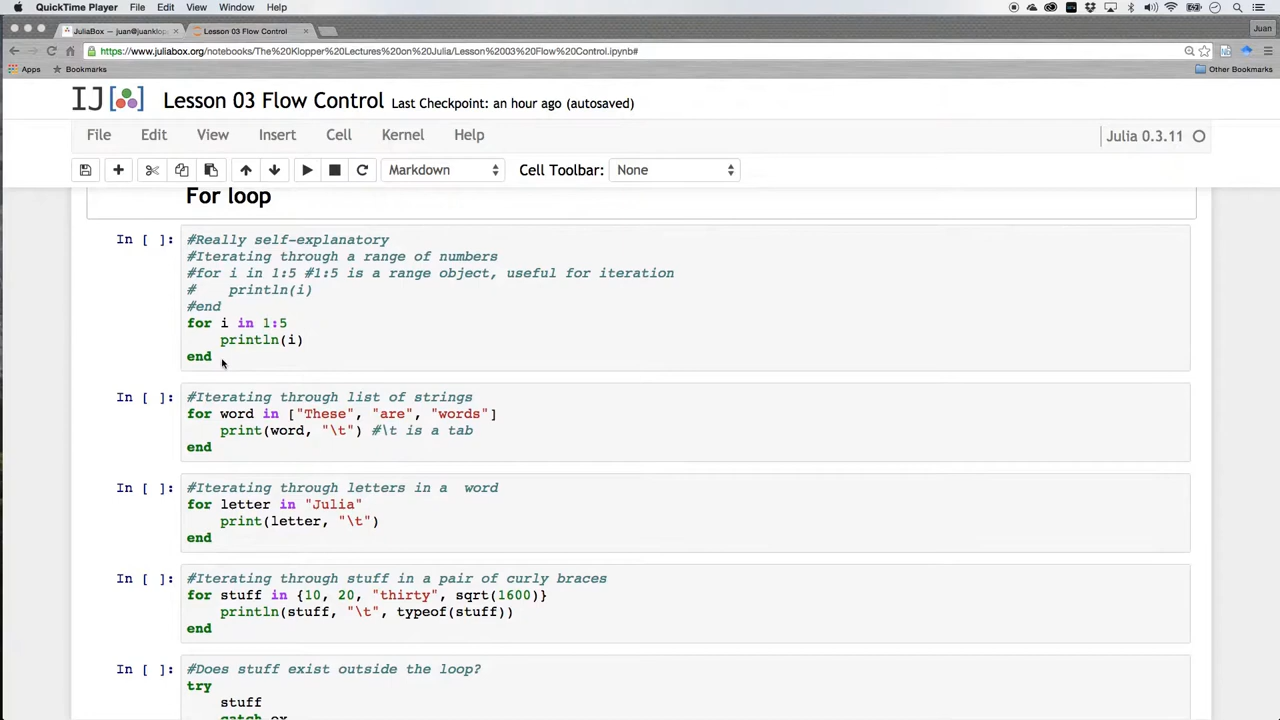 QuickTime Player File Edit View Window Help
JuliaBox — juan@juanklop Lesson 03 Flow Control Juan
https://www.juliabox.org/notebooks/The%20Klopper%20Lectures%20on%20Julia/Lesson%2003%20Flow%20Control.ipynb#
Apps Bookmarks Other Bookmarks
IJ Lesson 03 Flow Control Last Checkpoint: an hour ago (autosaved)
File Edit View Insert Cell Kernel Help Julia 0.3.11
Markdown Cell Toolbar: None
For loop
In [ ]: #Really self-explanatory
#Iterating through a range of numbers
#for i in 1:5 #1:5 is a range object, useful for iteration
#    println(i)
#end
for i in 1:5
    println(i)
end
In [ ]: #Iterating through list of strings
for word in ["These", "are", "words"]
    print(word, "\t") #\t is a tab
end
In [ ]: #Iterating through letters in a  word
for letter in "Julia"
    print(letter, "\t")
end
In [ ]: #Iterating through stuff in a pair of curly braces
for stuff in {10, 20, "thirty", sqrt(1600)}
    println(stuff, "\t", typeof(stuff))
end
In [ ]: #Does stuff exist outside the loop?
try
    stuff
    catch ex